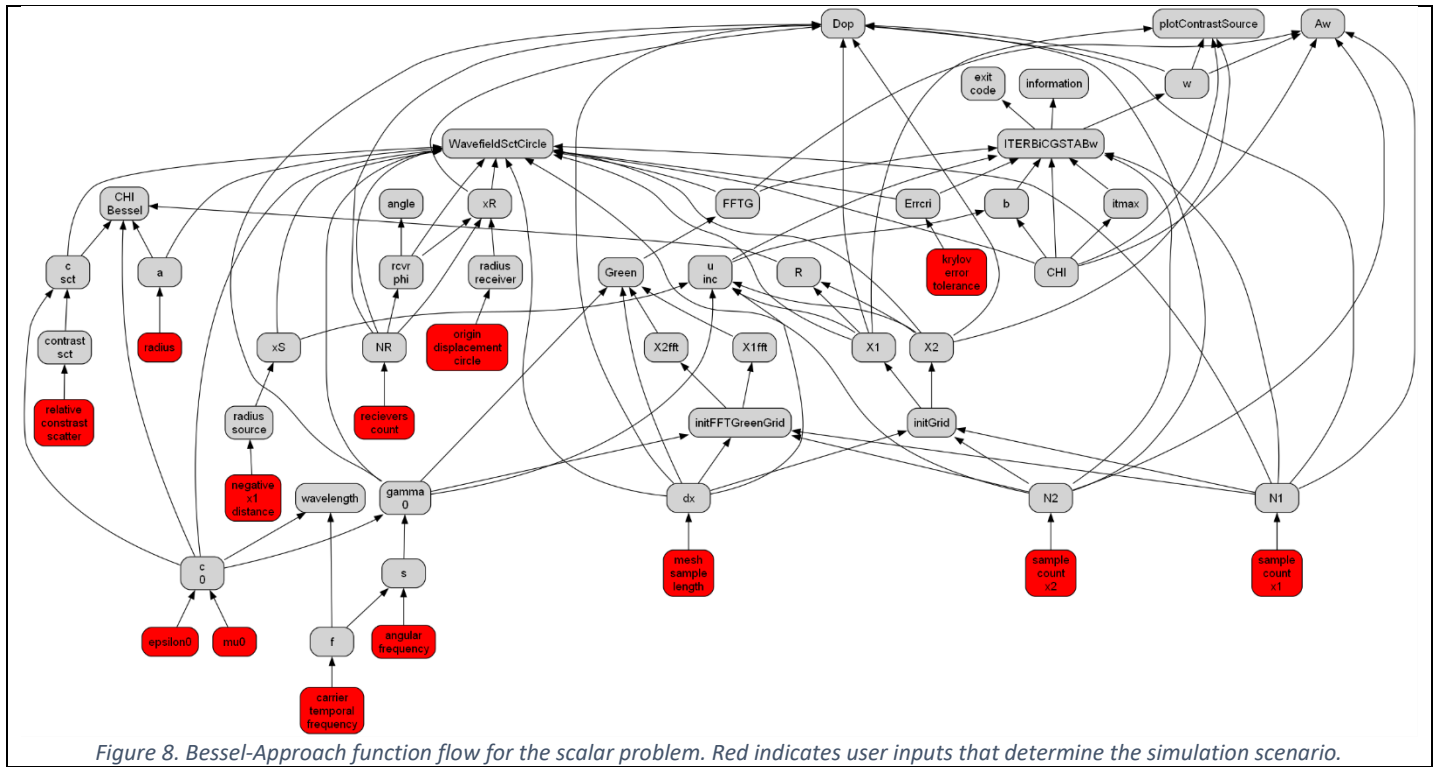 Dop
plotContrastSource
Aw
exit
code
information
w
WavefieldSctCircle
ITERBiCGSTABw
CHI
Bessel
angle
xR
FFTG
Errcri
b
itmax
c
sct
a
rcvr
phi
radius
receiver
Green
u
inc
R
krylov
error
tolerance
CHI
contrast
sct
radius
xS
NR
origin
displacement
circle
X2fft
X1fft
X1
X2
relative
constrast
scatter
radius
source
recievers
count
initFFTGreenGrid
initGrid
negative
x1
distance
wavelength
gamma
0
dx
N2
N1
c
0
s
mesh
sample
length
sample
count
x2
sample
count
x1
epsilon0
mu0
f
angular
frequency
carrier
temporal
frequency
Figure 8. Bessel-Approach function flow for the scalar problem. Red indicates user inputs that determine the simulation scenario.